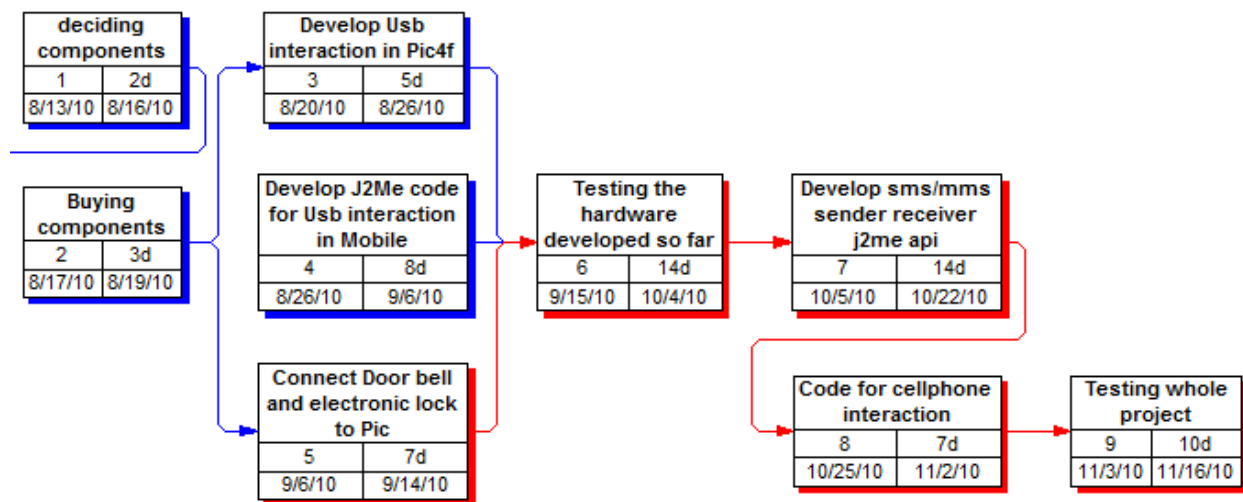 deciding
components
1 2d
8/13/10 8/16/10
Develop Usb
interaction in Pic4f
3 5d
8/20/10 8/26/10
Buying
components
2 3d
8/17/10 8/19/10
Develop J2Me code
for Usb interaction
in Mobile
4 8d
8/26/10 9/6/10
Testing the
hardware
developed so far
6 14d
9/15/10 10/4/10
Develop sms/mms
sender receiver
j2me api
7 14d
10/5/10 10/22/10
Connect Door bell
and electronic lock
to Pic
5 7d
9/6/10 9/14/10
Code for cellphone
interaction
8 7d
10/25/10 11/2/10
Testing whole
project
9 10d
11/3/10 11/16/10